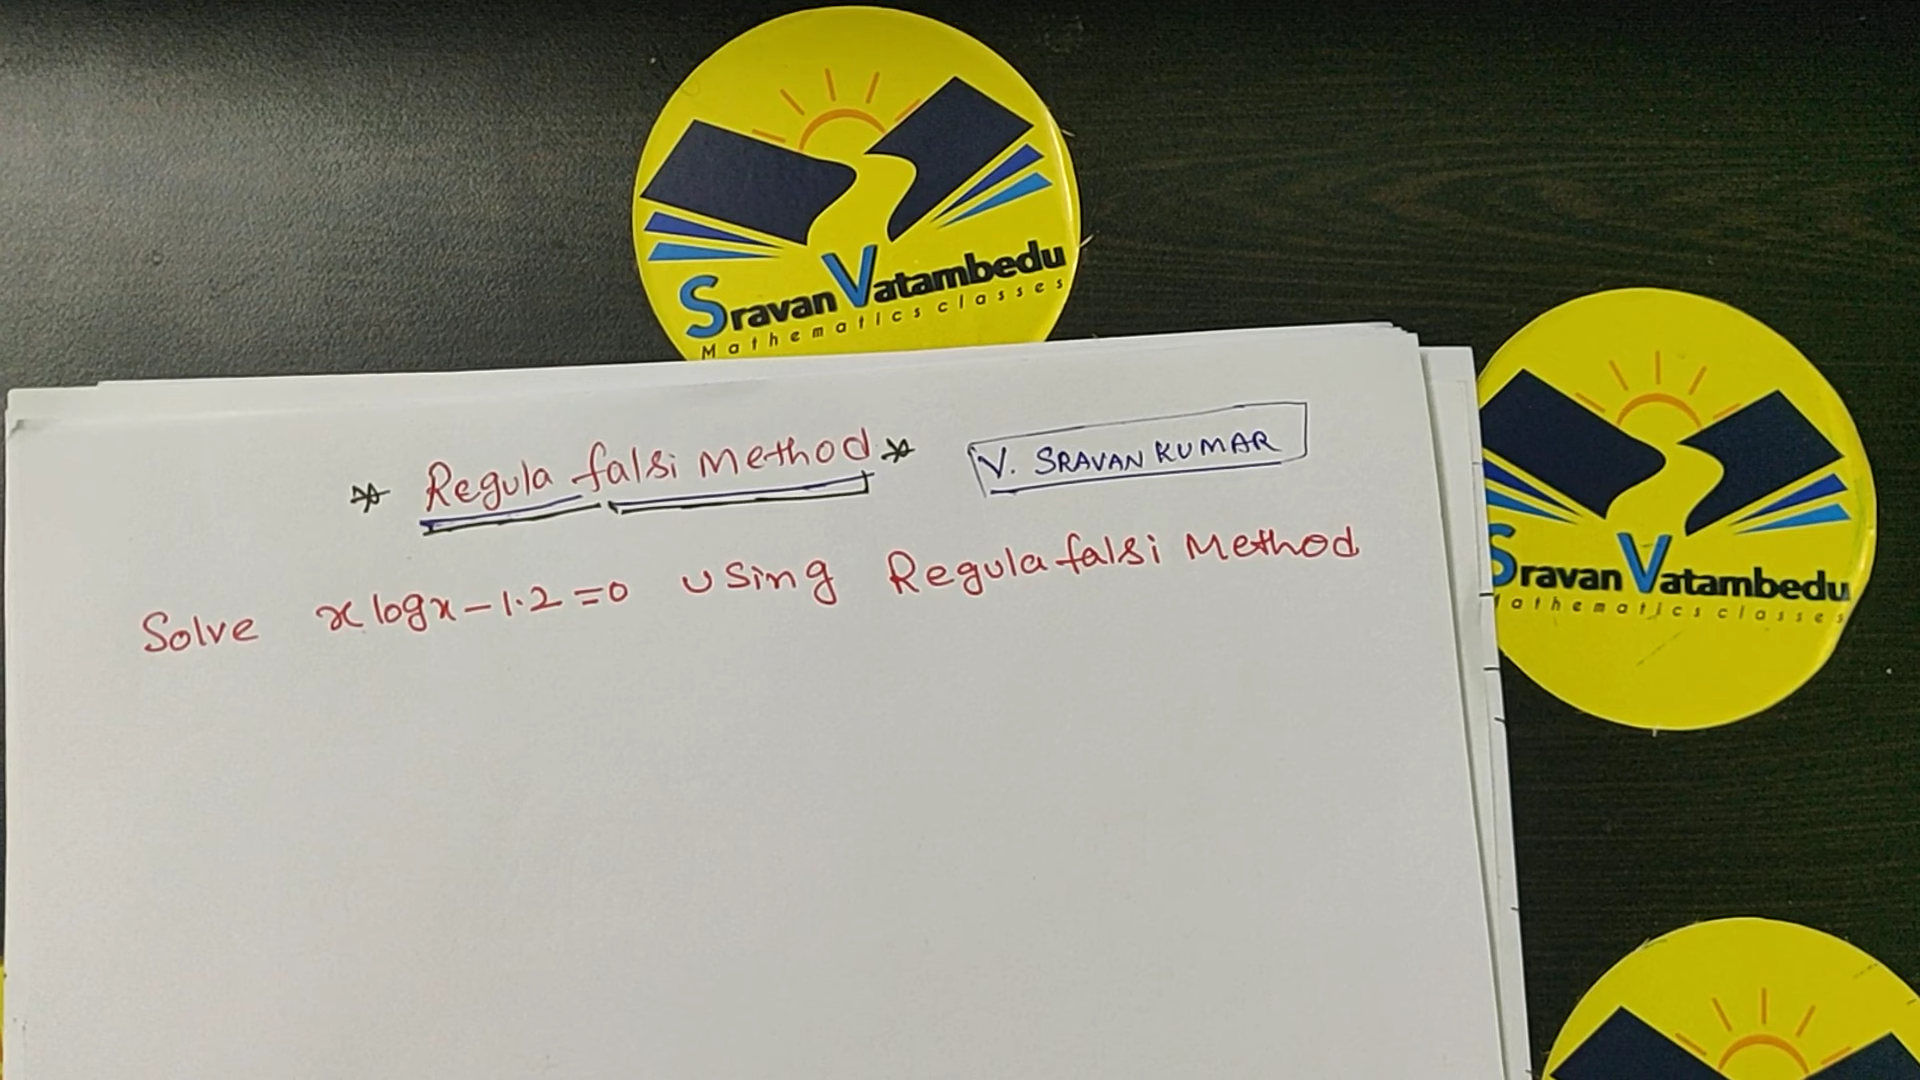 Sravan Vatambedu
Mathematics classes
* Regula falsi Method *
V. SRAVAN KUMAR
Solve x log x - 1.2 = 0 using Regula falsi Method
Sravan Vatambedu
Mathematics classes